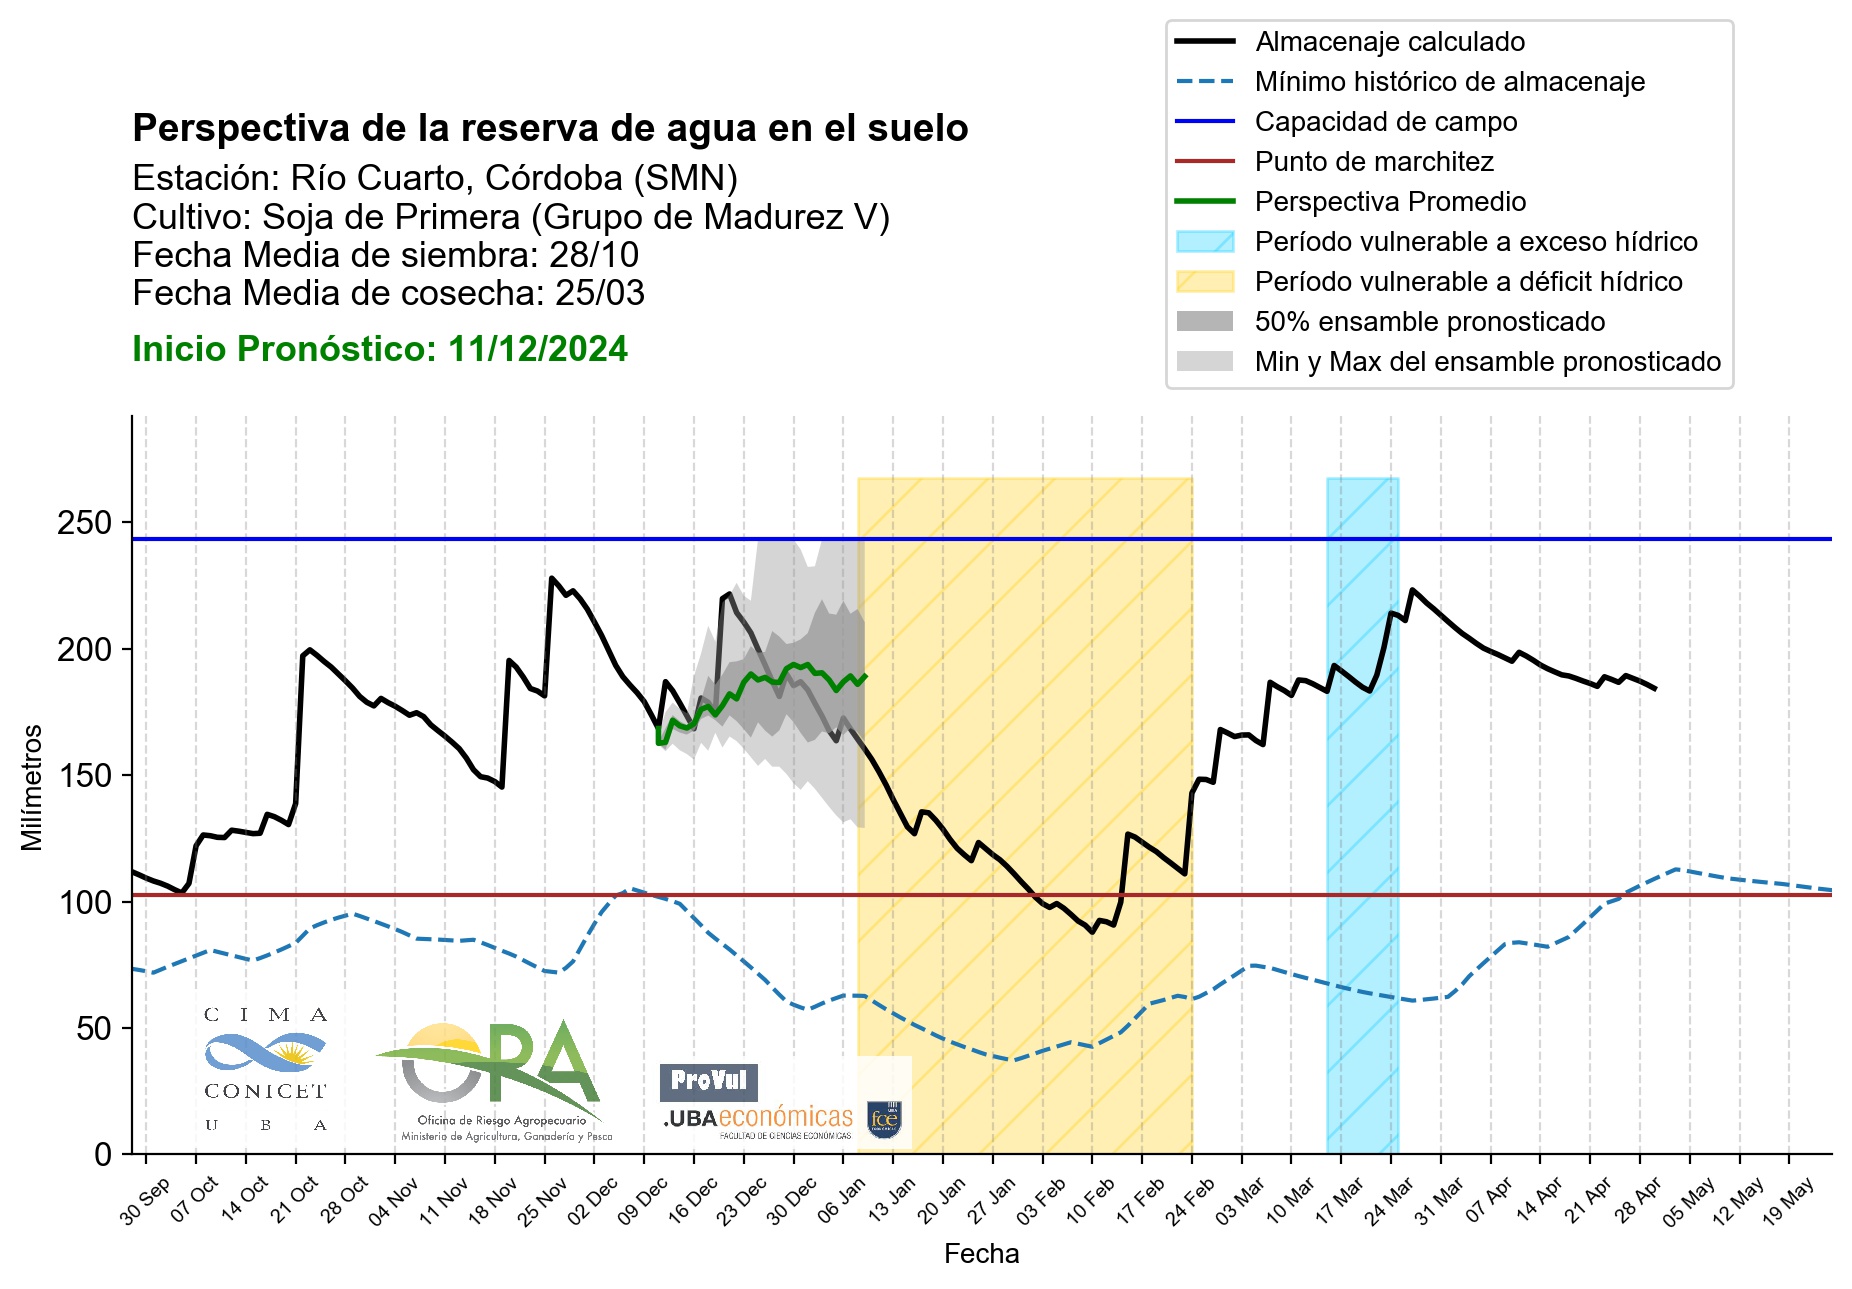 Almacenaje calculado
Mínimo histórico de almacenaje
Capacidad de campo
Punto de marchitez
Perspectiva Promedio
Período vulnerable a exceso hídrico
Período vulnerable a déficit hídrico
50% ensamble pronosticado
Min y Max del ensamble pronosticado
Perspectiva de la reserva de agua en el suelo
Estación: Río Cuarto, Córdoba (SMN)
Cultivo: Soja de Primera (Grupo de Madurez V)
Fecha Media de siembra: 28/10
Fecha Media de cosecha: 25/03
Inicio Pronóstico: 11/12/2024
Milímetros
250
200
150
100
50
0
C I M A
CONICET
U B A
ORA
Oficina de Riesgo Agropecuario
Ministerio de Agricultura, Ganadería y Pesca
ProVul
.UBAeconómicas
FACULTAD DE CIENCIAS ECONÓMICAS
fce
30 Sep
07 Oct
14 Oct
21 Oct
28 Oct
04 Nov
11 Nov
18 Nov
25 Nov
02 Dec
09 Dec
16 Dec
23 Dec
30 Dec
06 Jan
13 Jan
20 Jan
27 Jan
03 Feb
10 Feb
17 Feb
24 Feb
03 Mar
10 Mar
17 Mar
24 Mar
31 Mar
07 Apr
14 Apr
21 Apr
28 Apr
05 May
12 May
19 May
Fecha